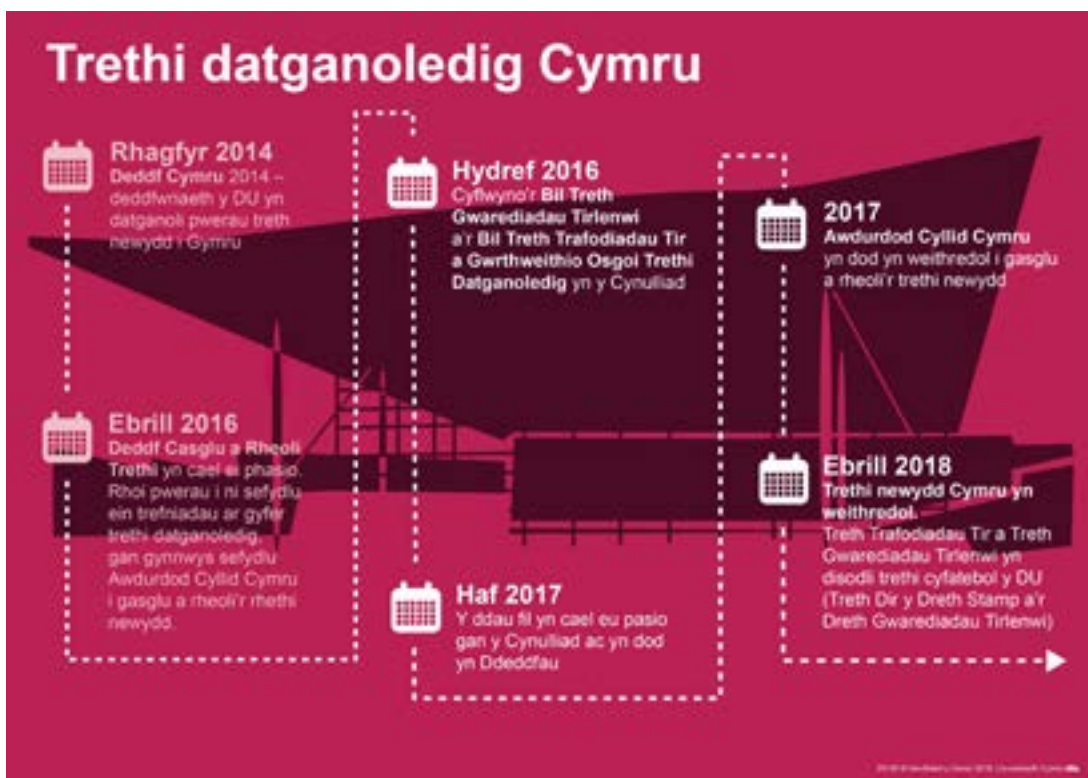 Trethi datganoledig Cymru
Rhagfyr 2014
Deddf Cymru 2014 –
deddfwriaeth y DU yn
datganoli pwerau treth
newydd i Gymru
Ebrill 2016
Deddf Casglu a Rheoli
Trethi yn cael ei phasio.
Rhoi pwerau i ni sefydlu
ein trefniadau ar gyfer
trethi datganoledig,
gan gynnwys sefydlu
Awdurdod Cyllid Cymru
i gasglu a rheoli'r rhethi
newydd.
Hydref 2016
Cyflwyno'r Bil Treth
Gwarediadau Tirlenwi
a'r Bil Treth Trafodiadau Tir
a Gwrthweithio Osgoi Trethi
Datganoledig yn y Cynulliad
Haf 2017
Y ddau fil yn cael eu pasio
gan y Cynulliad ac yn dod
yn Ddeddfau
2017
Awdurdod Cyllid Cymru
yn dod yn weithredol i gasglu
a rheoli'r trethi newydd
Ebrill 2018
Trethi newydd Cymru yn
weithredol.
Treth Trafodiadau Tir a Treth
Gwarediadau Tirlenwi yn
disodli trethi cyfatebol y DU
(Treth Dir y Dreth Stamp a'r
Dreth Gwarediadau Tirlenwi)